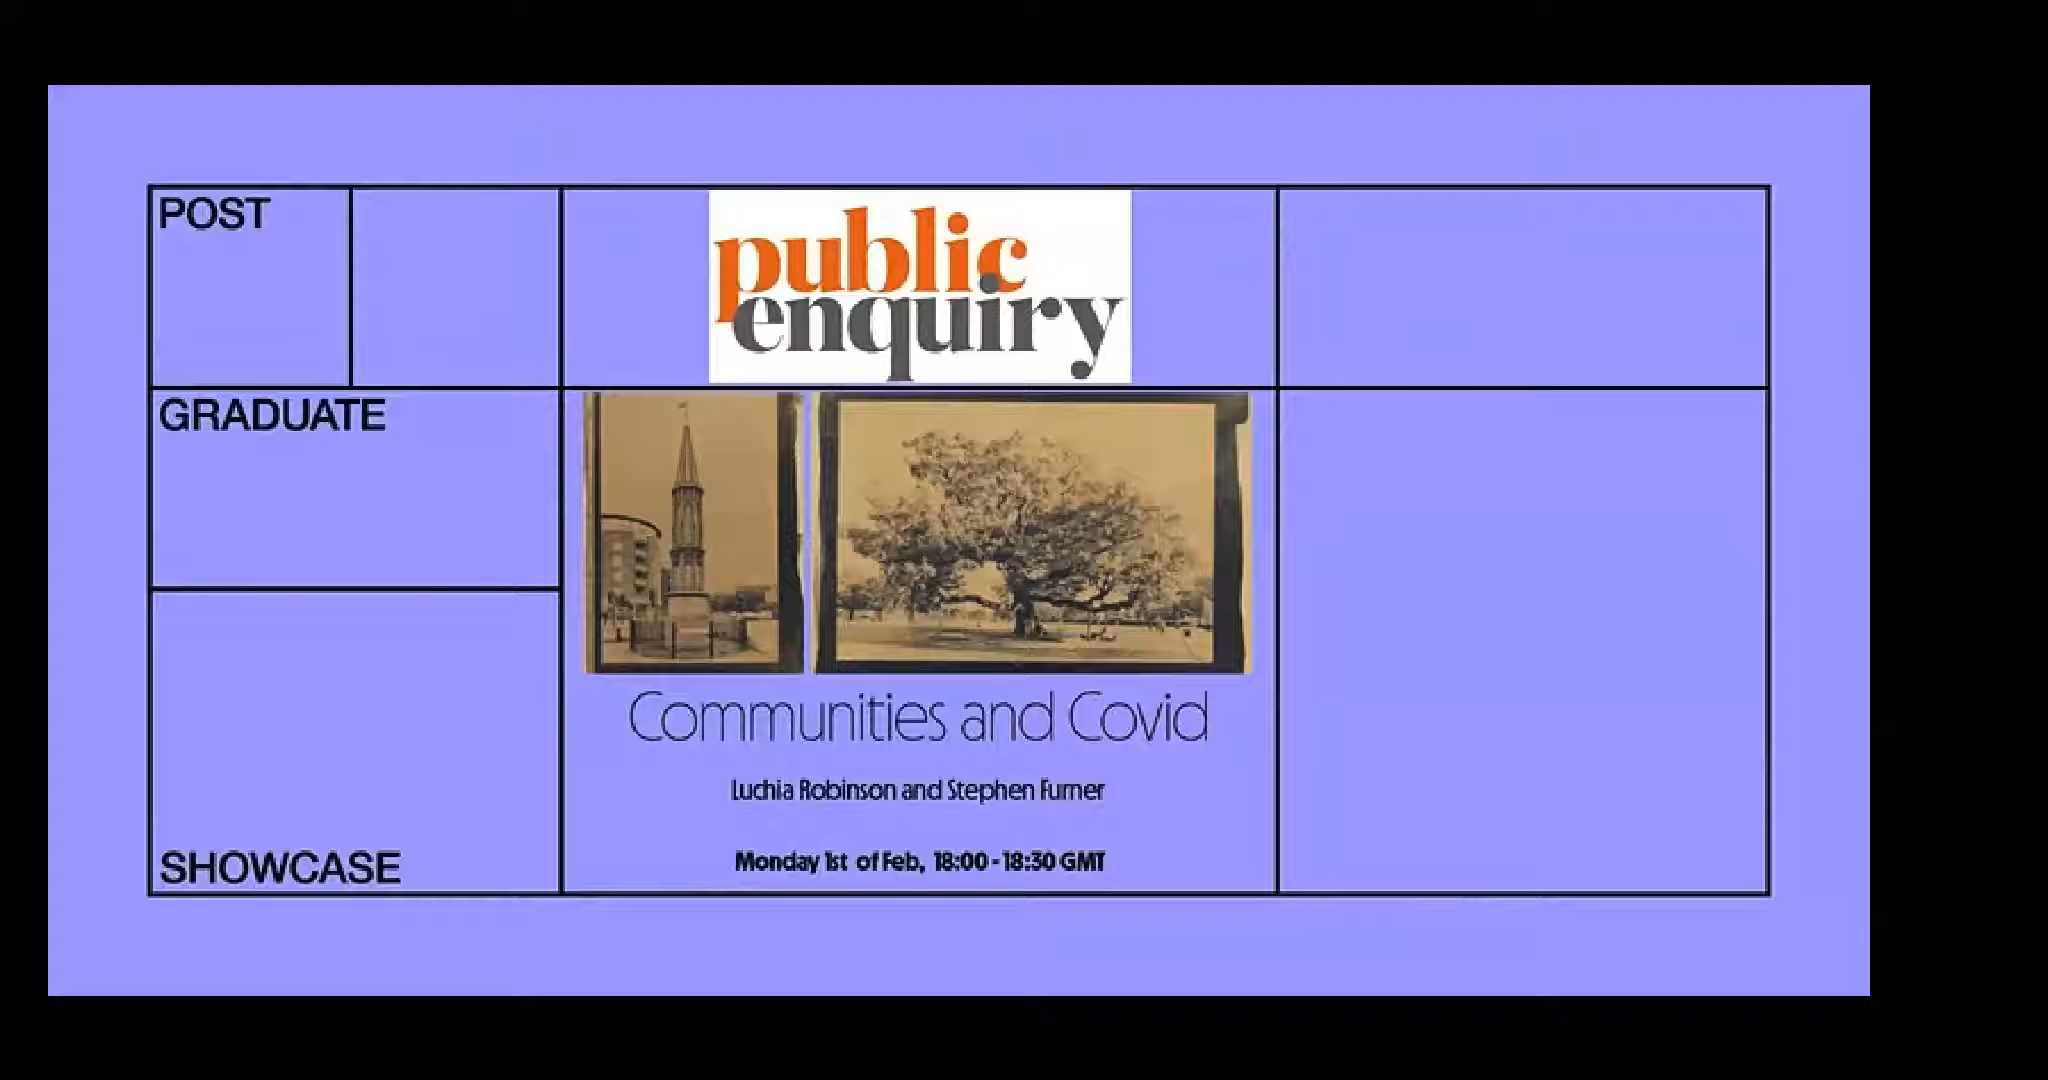 POST
GRADUATE
SHOWCASE
public
enquiry
Communities and Covid
Luchia Robinson and Stephen Furner
Monday 1st of Feb, 18:00 - 18:30 GMT